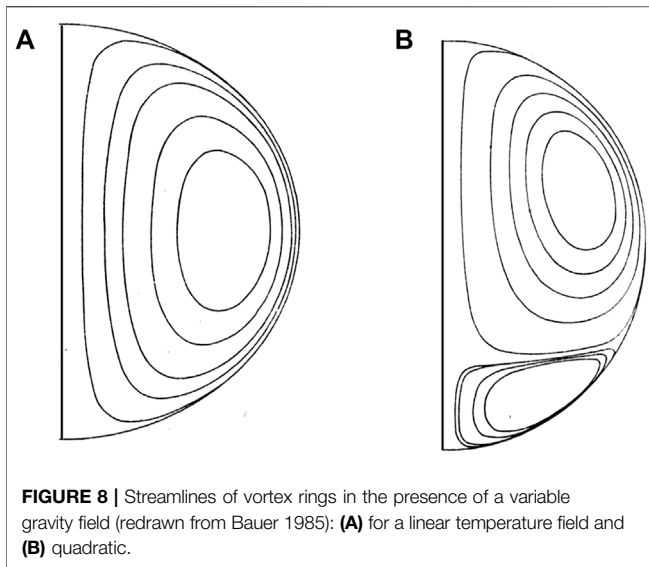 A
B
FIGURE 8 | Streamlines of vortex rings in the presence of a variable
gravity field (redrawn from Bauer 1985): (A) for a linear temperature field and
(B) quadratic.